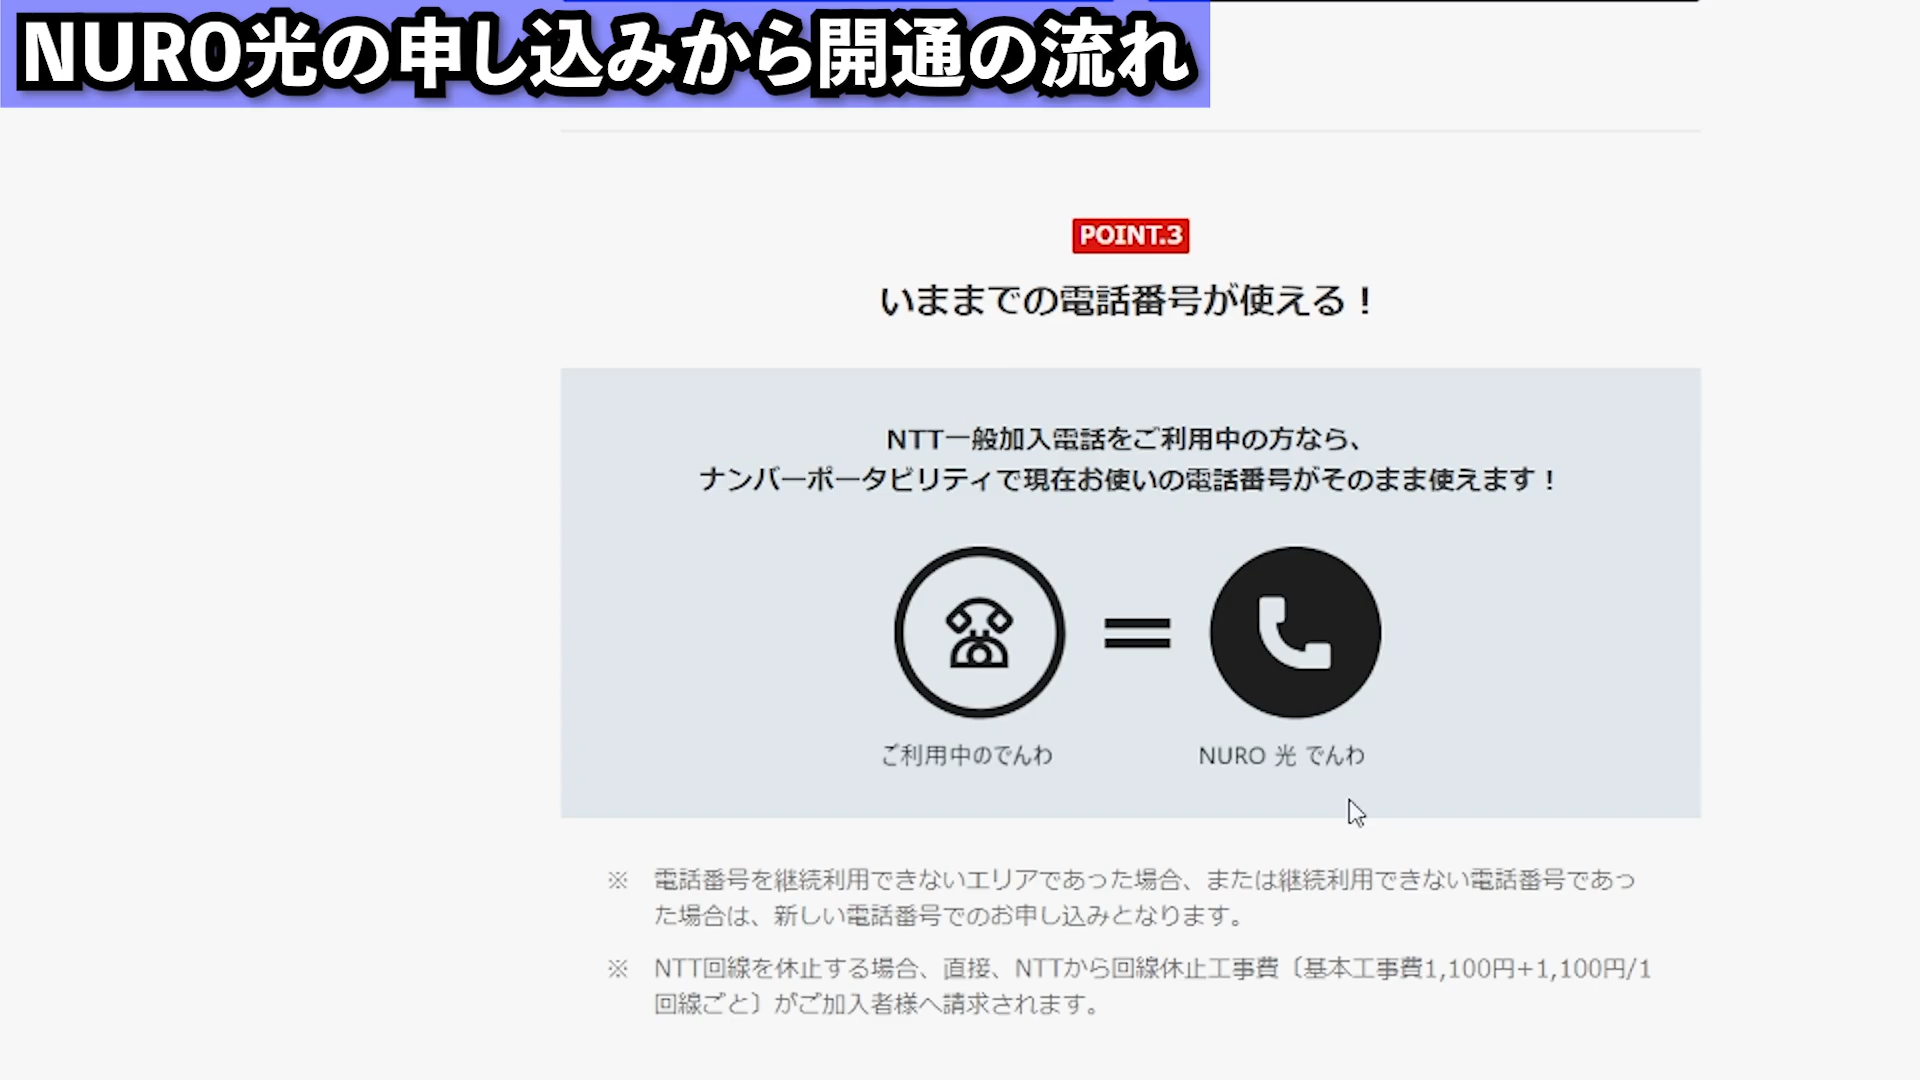 NURO光の申し込みから開通の流れ
POINT.3
いままでの電話番号が使える！
NTT一般加入電話をご利用中の方なら、
ナンバーポータビリティで現在お使いの電話番号がそのまま使えます！
ご利用中のでんわ
NURO 光 でんわ
※ 電話番号を継続利用できないエリアであった場合、または継続利用できない電話番号であっ
た場合は、新しい電話番号でのお申し込みとなります。
※ NTT回線を休止する場合、直接、NTTから回線休止工事費〔基本工事費1,100円+1,100円/1
回線ごと〕がご加入者様へ請求されます。